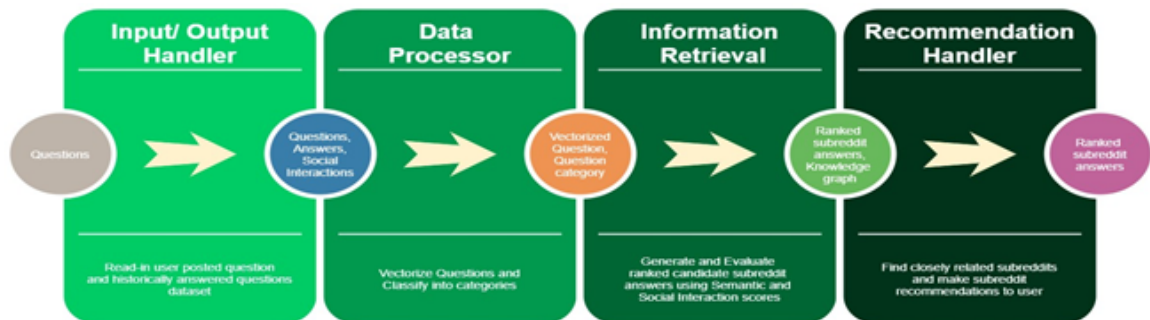 Input/ Output
Handler
Data
Processor
Information
Retrieval
Recommendation
Handler
Questions
Questions,
Answers,
Social
Interactions
Vectorized
Question,
Question
category
Ranked
subreddit
answers,
Knowledge
graph
Ranked
subreddit
answers
Read-in user posted question
and historically answered questions
dataset
Vectorize Questions and
Classify into categories
Generate and Evaluate
ranked candidate subreddit
answers using Semantic and
Social Interaction scores
Find closely related subreddits
and make subreddit
recommendations to user